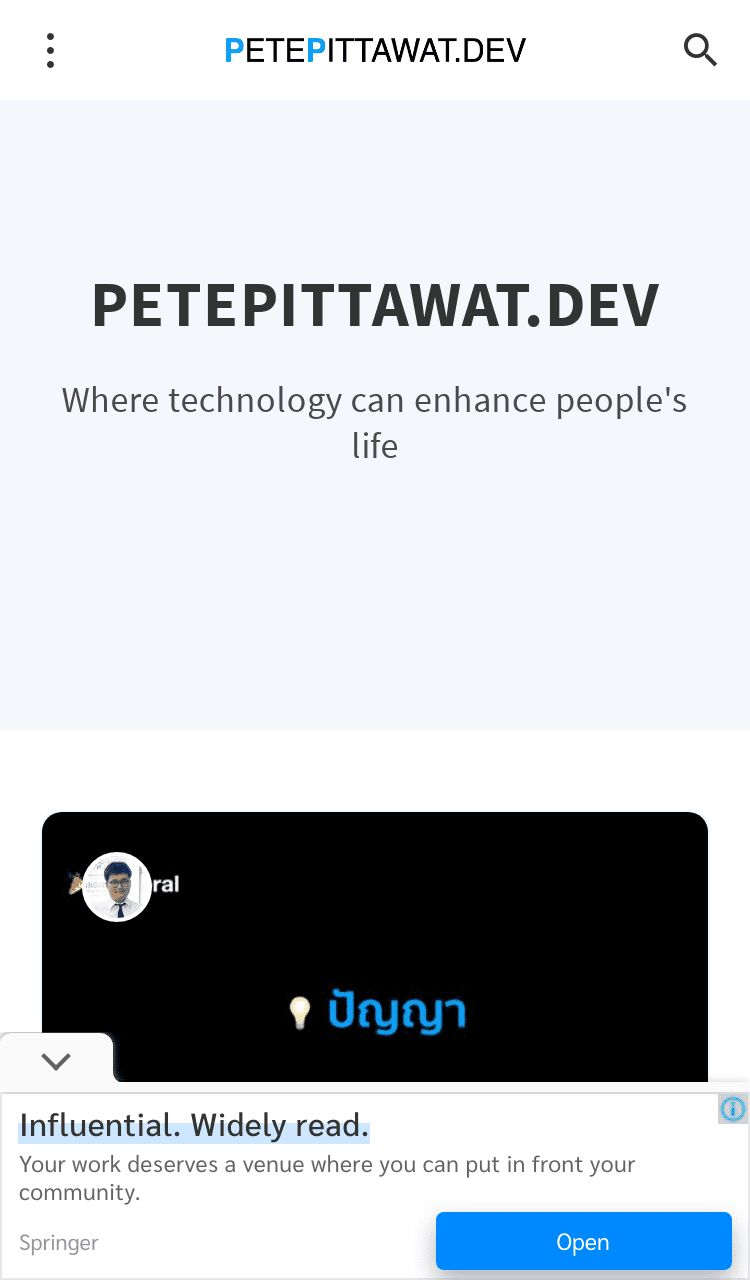 PETEPITTAWAT.DEV
PETEPITTAWAT.DEV
Where technology can enhance people's
life
ral
ปัญญา
Influential. Widely read.
Your work deserves a venue where you can put in front your
community.
Springer
Open